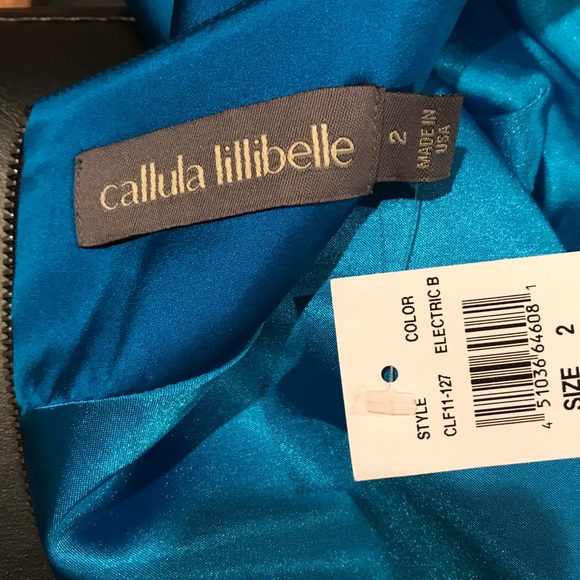 callula lillibelle
2
MADE IN
USA
STYLE COLOR
CLF11-127 ELECTRIC B
4 51036 64608 1
SIZE 2